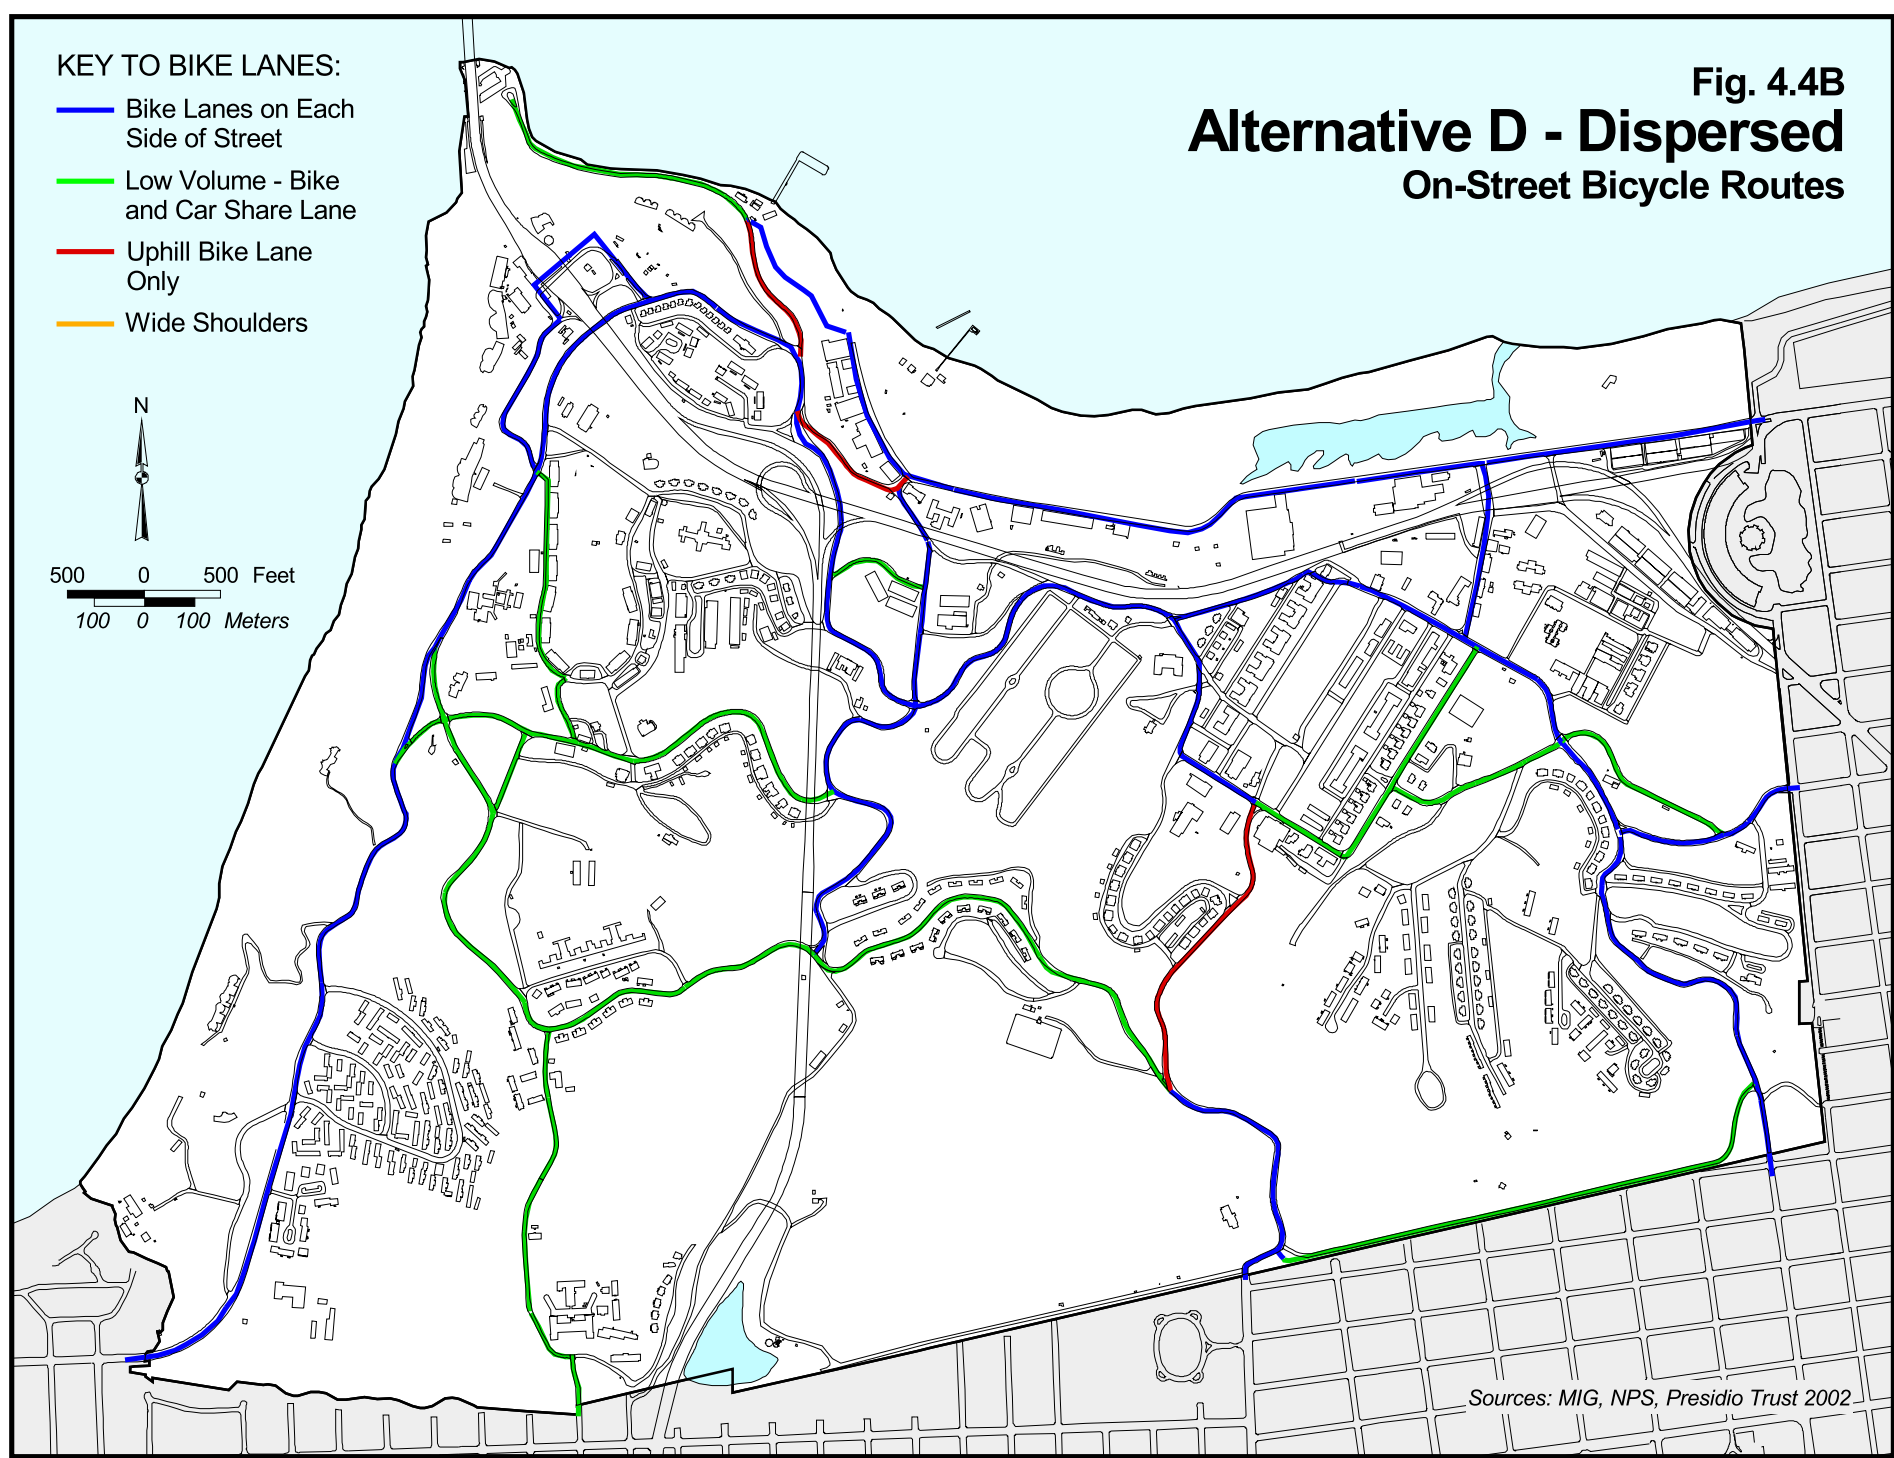 KEY TO BIKE LANES:
Bike Lanes on Each
Side of Street
Low Volume - Bike
and Car Share Lane
Uphill Bike Lane
Only
Wide Shoulders
Fig. 4.4B
Alternative D - Dispersed
On-Street Bicycle Routes
N
500 0 500 Feet
100 0 100 Meters
Sources: MIG, NPS, Presidio Trust 2002